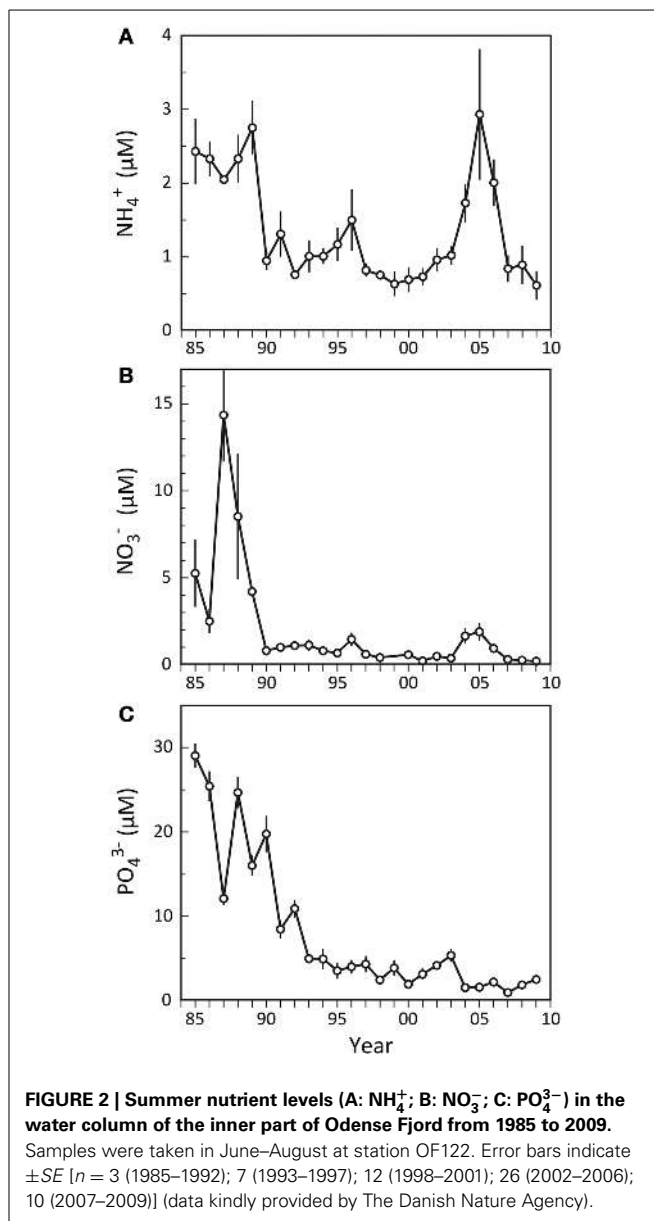 A
4
3
2
1
0
NH₄⁺ (µM)
85 90 95 00 05 10
B
15
10
5
0
NO₃⁻ (µM)
85 90 95 00 05 10
C
30
20
10
0
PO₄³⁻ (µM)
85 90 95 00 05 10
Year
FIGURE 2 | Summer nutrient levels (A: NH₄⁺; B: NO₃⁻; C: PO₄³⁻) in the
water column of the inner part of Odense Fjord from 1985 to 2009.
Samples were taken in June–August at station OF122. Error bars indicate
±SE [n = 3 (1985–1992); 7 (1993–1997); 12 (1998–2001); 26 (2002–2006);
10 (2007–2009)] (data kindly provided by The Danish Nature Agency).